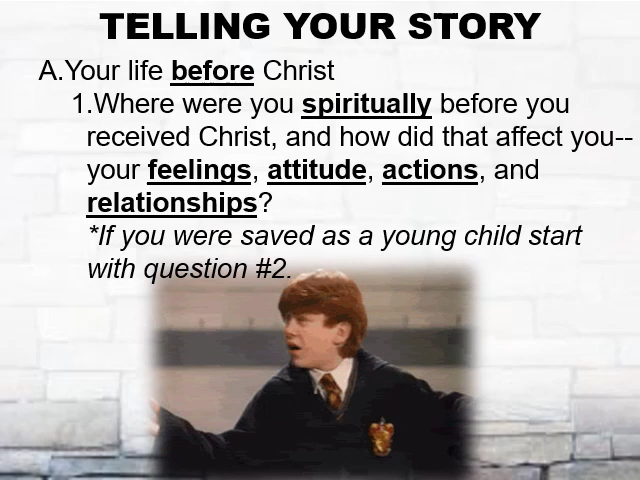 TELLING YOUR STORY
A.Your life before Christ
1.Where were you spiritually before you
received Christ, and how did that affect you--
your feelings, attitude, actions, and
relationships?
*If you were saved as a young child start
with question #2.